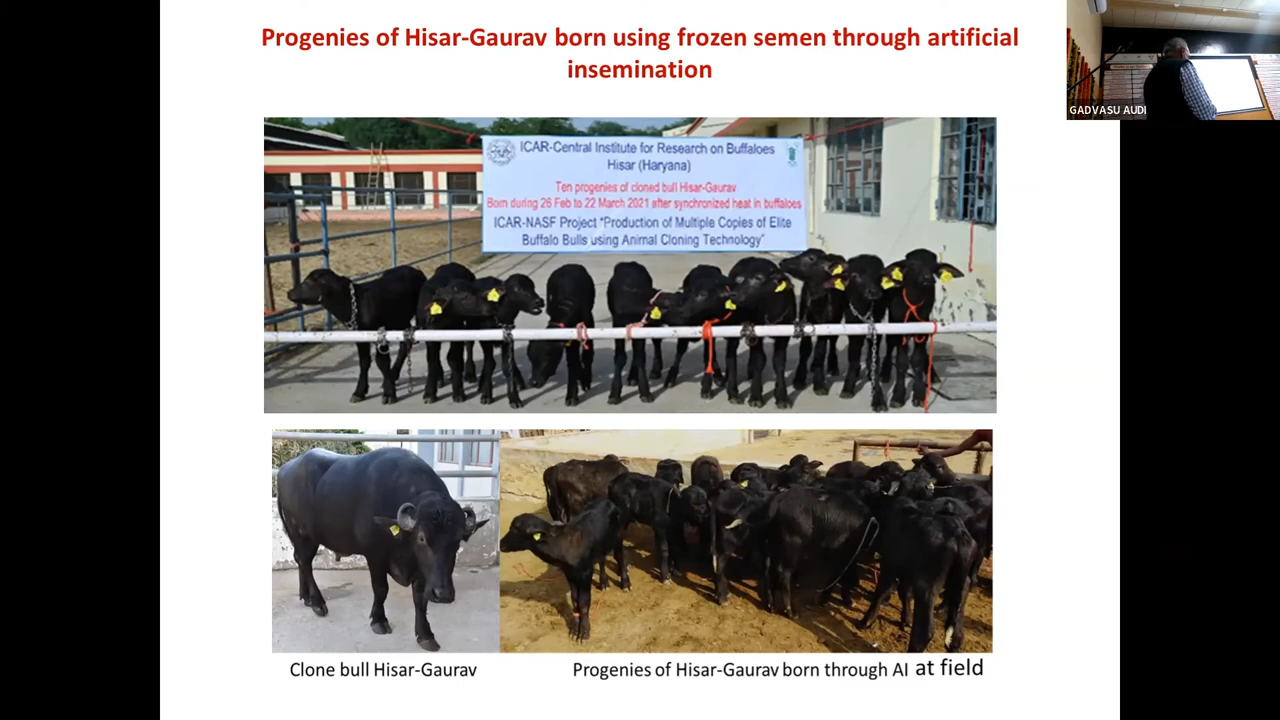 Progenies of Hisar-Gaurav born using frozen semen through artificial
insemination
GADVASU AUDI
ICAR-Central Institute for Research on Buffaloes
Hisar (Haryana)
Ten progenies of cloned bull Hisar-Gaurav
Born during 26 Feb to 22 March 2021 after synchronized heat in buffaloes
ICAR-NASF Project "Production of Multiple Copies of Elite
Buffalo Bulls using Animal Cloning Technology"
Clone bull Hisar-Gaurav
Progenies of Hisar-Gaurav born through AI at field